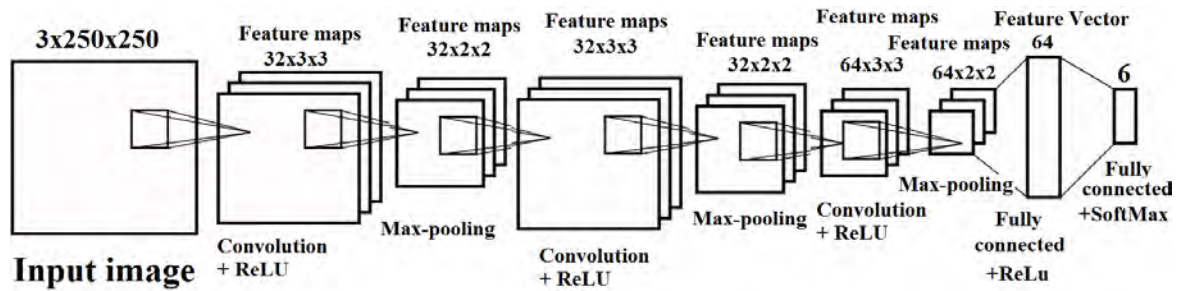 3x250x250
Input image
Feature maps
32x3x3
Convolution
+ ReLU
Feature maps
32x2x2
Max-pooling
Feature maps
32x3x3
Convolution
+ ReLU
Feature maps
32x2x2
Max-pooling
Feature maps
64x3x3
Convolution
+ ReLU
Feature maps
64x2x2
Max-pooling
Feature Vector
64
Fully
connected
+ReLu
6
Fully
connected
+SoftMax